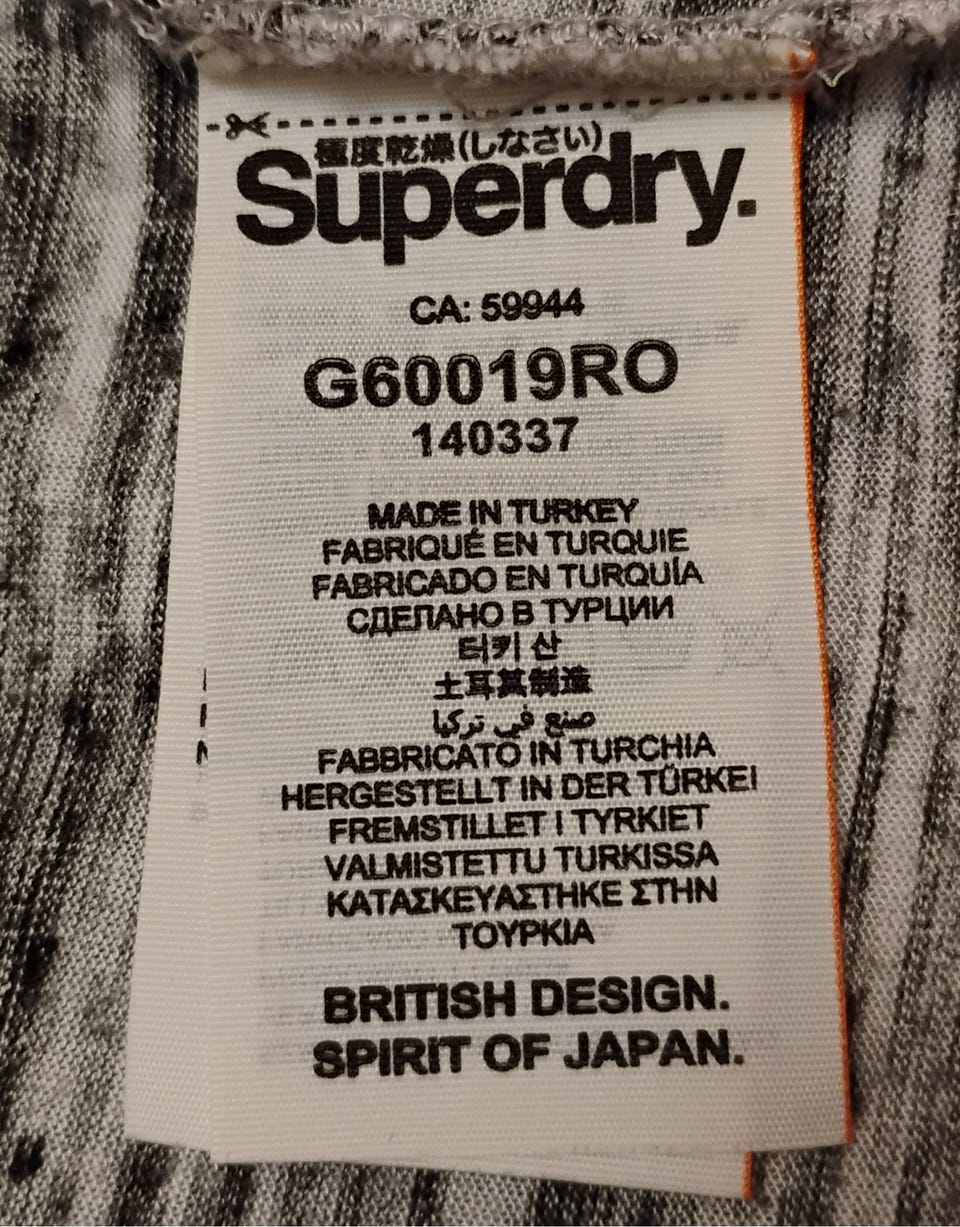 極度乾燥(しなさい)
Superdry.
CA: 59944
G60019RO
140337
MADE IN TURKEY
FABRIQUÉ EN TURQUIE
FABRICADO EN TURQUÍA
СДЕЛАНО В ТУРЦИИ
터키 산
土耳其制造
صنع في تركيا
FABBRICATO IN TURCHIA
HERGESTELLT IN DER TÜRKEI
FREMSTILLET I TYRKIET
VALMISTETTU TURKISSA
ΚΑΤΑΣΚΕΥΑΣΤΗΚΕ ΣΤΗΝ
ΤΟΥΡΚΙΑ
BRITISH DESIGN.
SPIRIT OF JAPAN.